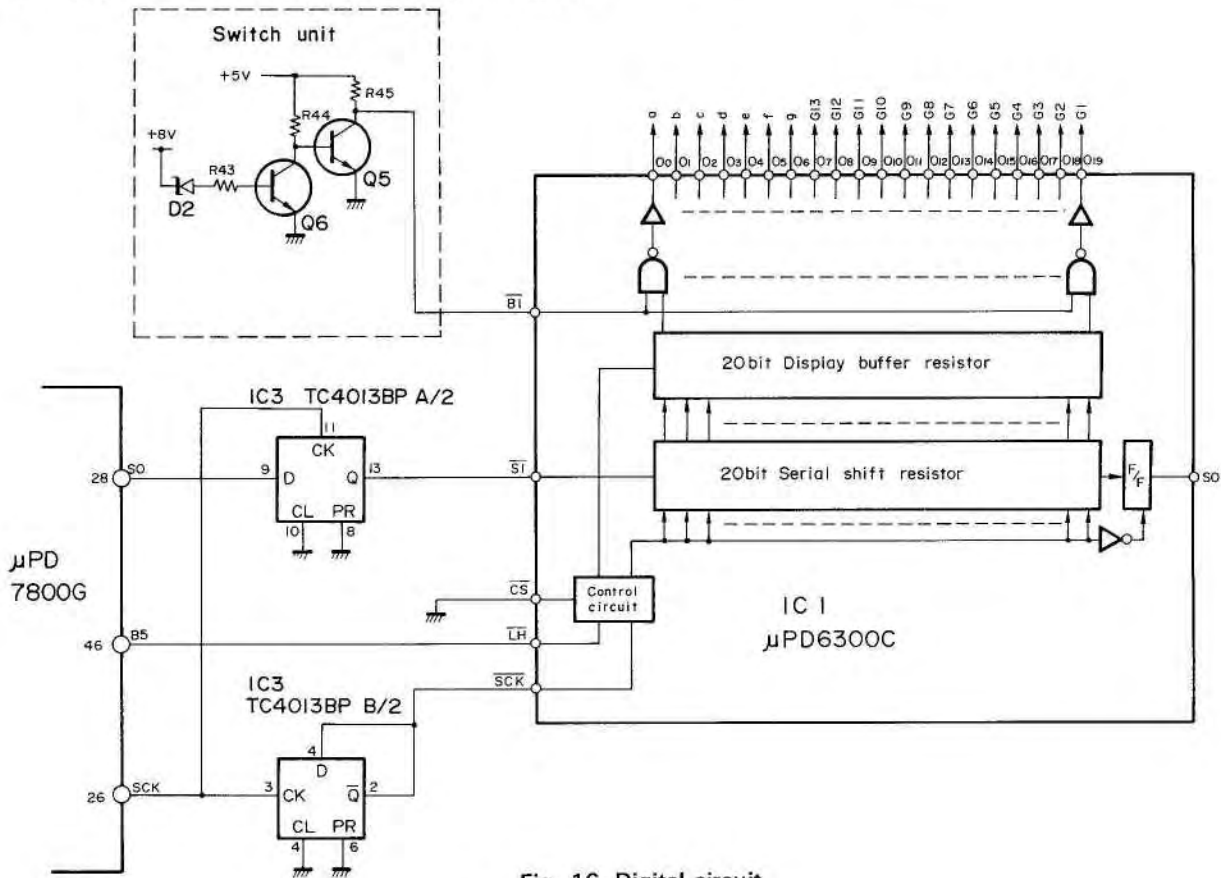 Switch unit
+5V
R45
R44
+8V
R43
Q5
D2
Q6
a b c d e f g G13 G12 G11 G10 G9 G8 G7 G6 G5 G4 G3 G2 G1
O0 O1 O2 O3 O4 O5 O6 O7 O8 O9 O10 O11 O12 O13 O14 O15 O16 O17 O18 O19
BI
20bit Display buffer resistor
IC3 TC4013BP A/2
11
CK
28 SO 9 D Q 13 SI
20bit Serial shift resistor
F/F
SO
CL PR
10 8
μPD
7800G
CS
Control
circuit
IC 1
μPD6300C
46 B5
LH
SCK
IC3
TC4013BP B/2
4
D
26 SCK 3 CK Q 2
CL PR
4 6
Fig. 16 Digital circuit